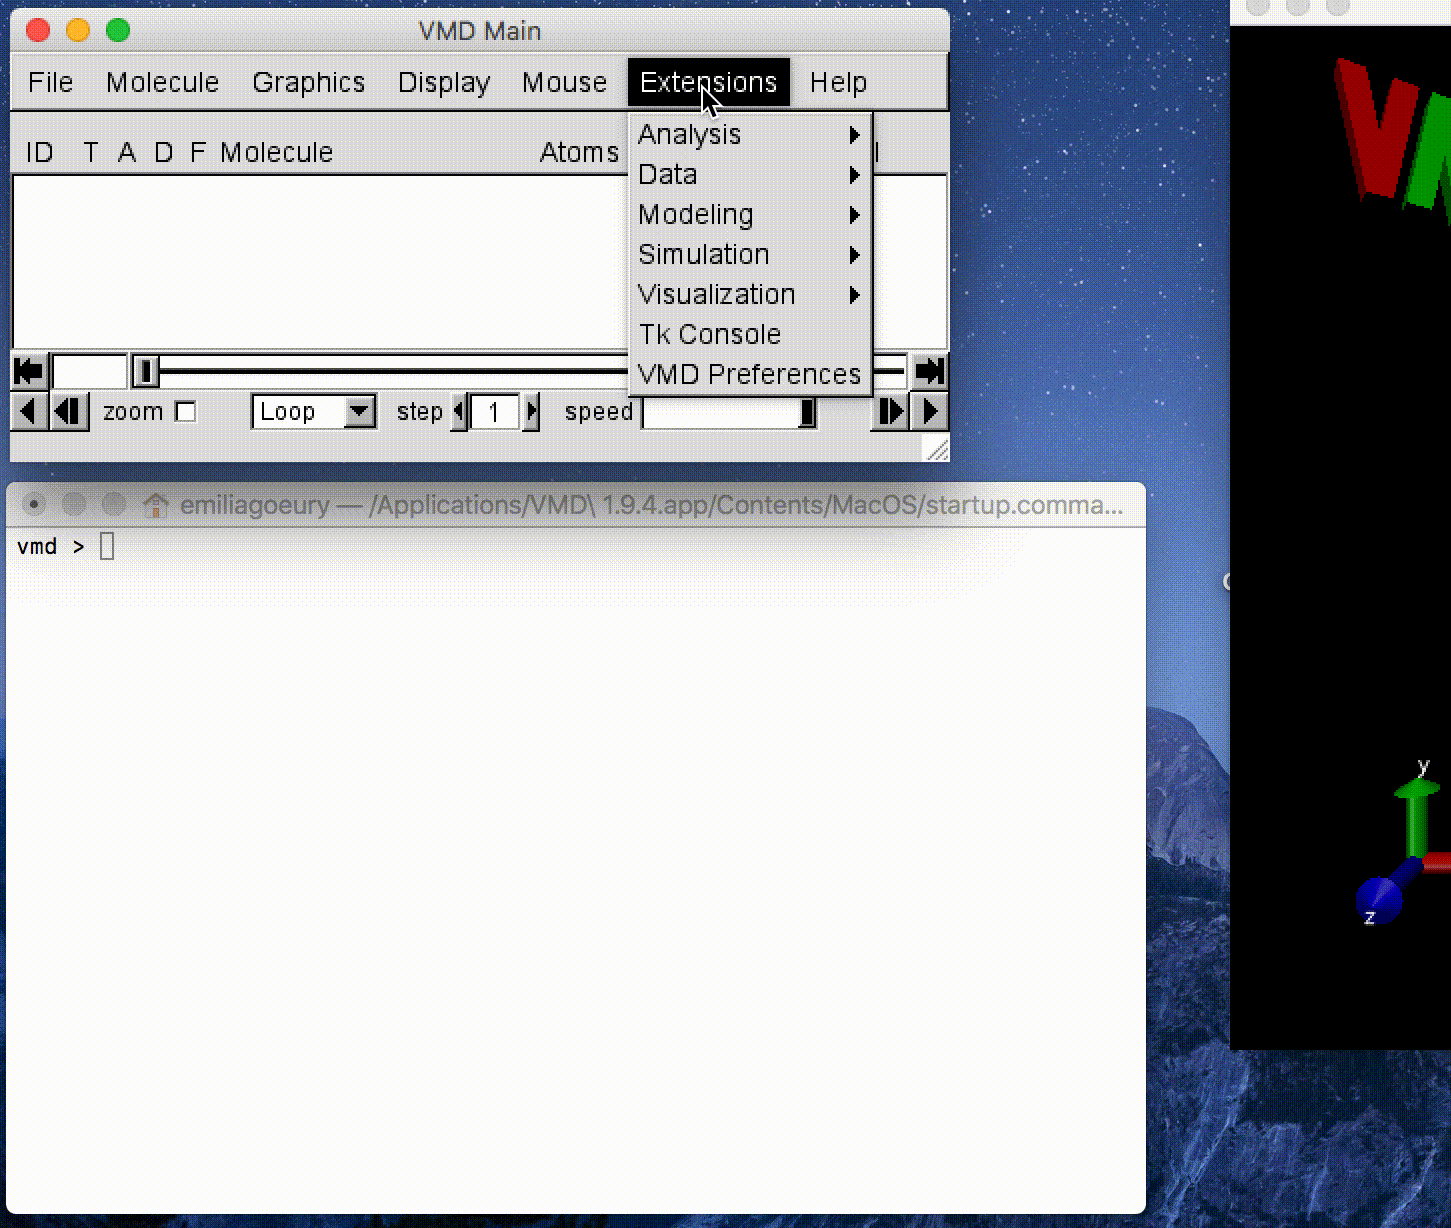 VMD Main
File Molecule Graphics Display Mouse Extensions Help
ID T A D F Molecule Atoms
Analysis
Data
Modeling
Simulation
Visualization
Tk Console
VMD Preferences
zoom Loop step 1 speed
emiliagoeury — /Applications/VMD\ 1.9.4.app/Contents/MacOS/startup.comma...
vmd >
y
z